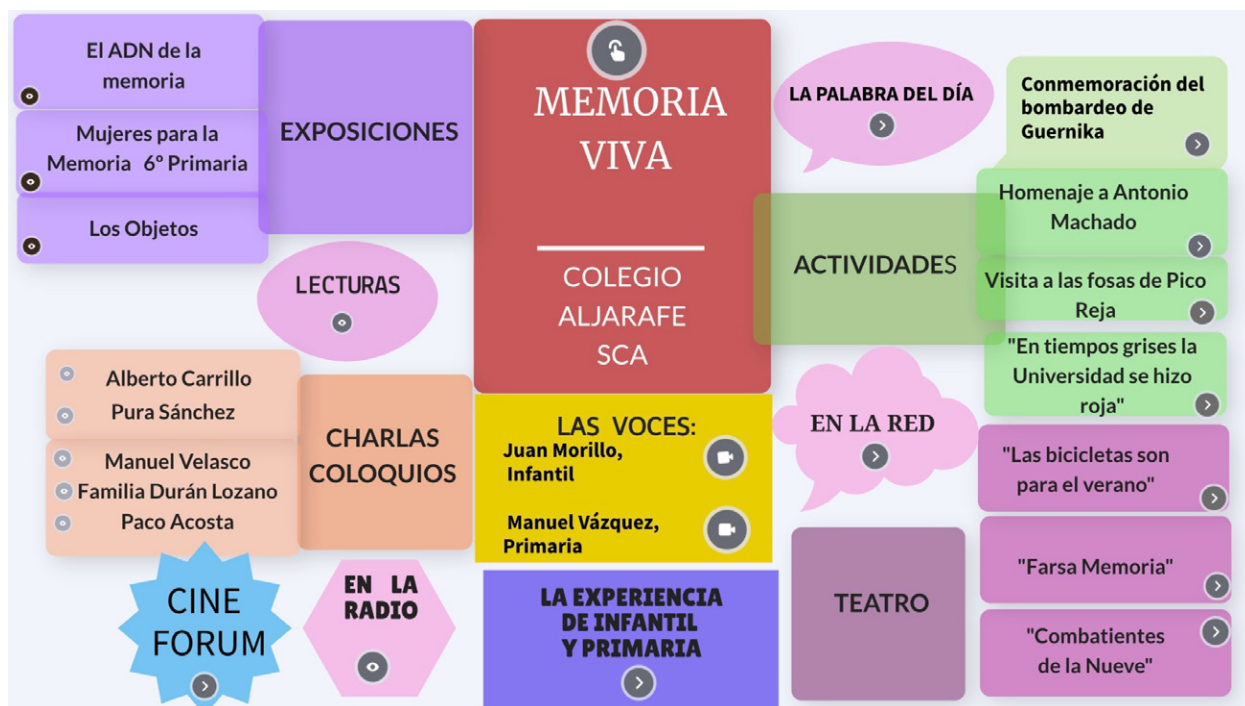 El ADN de la
memoria
Mujeres para la
Memoria 6º Primaria
Los Objetos
EXPOSICIONES
MEMORIA
VIVA
COLEGIO
ALJARAFE
SCA
LA PALABRA DEL DÍA
Conmemoración del
bombardeo de
Guernika
Homenaje a Antonio
Machado
Visita a las fosas de Pico
Reja
"En tiempos grises la
Universidad se hizo
roja"
ACTIVIDADES
LECTURAS
Alberto Carrillo
Pura Sánchez
Manuel Velasco
Familia Durán Lozano
Paco Acosta
CHARLAS
COLOQUIOS
LAS VOCES:
Juan Morillo,
Infantil
Manuel Vázquez,
Primaria
EN LA RED
"Las bicicletas son
para el verano"
"Farsa Memoria"
"Combatientes
de la Nueve"
TEATRO
CINE
FORUM
EN LA
RADIO
LA EXPERIENCIA
DE INFANTIL
Y PRIMARIA